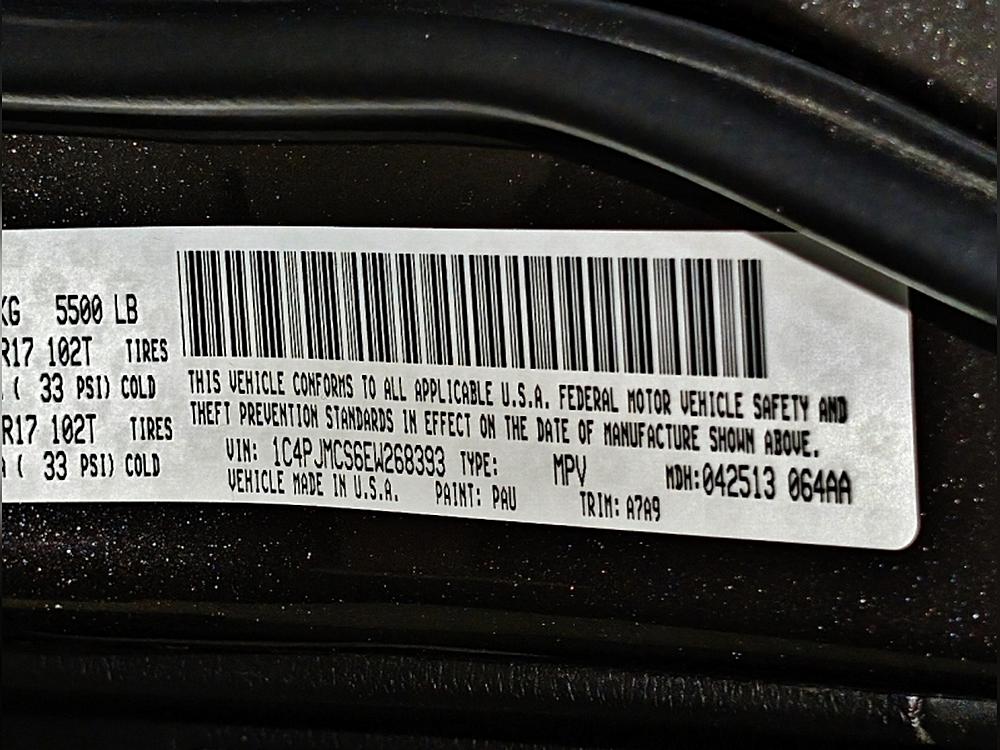 KG 5500 LB
R17 102T TIRES
( 33 PSI) COLD
R17 102T TIRES
( 33 PSI) COLD
THIS VEHICLE CONFORMS TO ALL APPLICABLE U.S.A. FEDERAL MOTOR VEHICLE SAFETY AND
THEFT PREVENTION STANDARDS IN EFFECT ON THE DATE OF MANUFACTURE SHOWN ABOVE.
VIN: 1C4PJMCS6EW268393 TYPE: MPV MDH:042513 064AA
VEHICLE MADE IN U.S.A. PAINT: PAU TRIM: A7A9